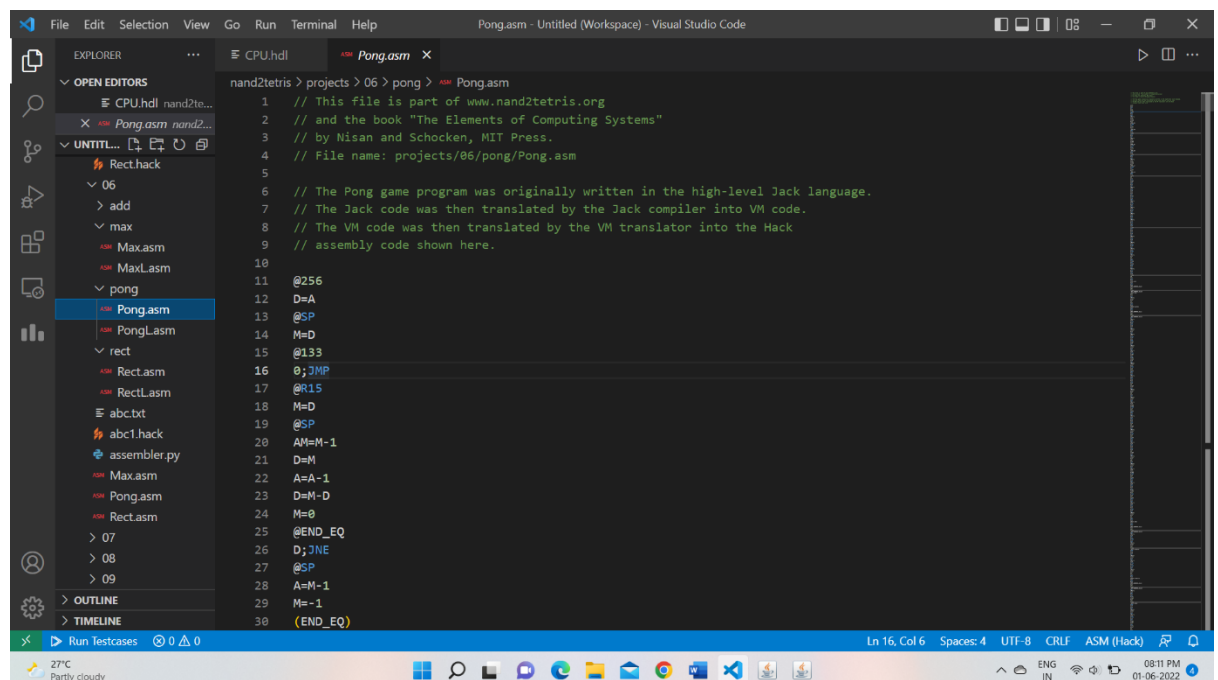 File Edit Selection View Go Run Terminal Help
Pong.asm - Untitled (Workspace) - Visual Studio Code
EXPLORER
OPEN EDITORS
CPU.hdl nand2te...
Pong.asm nand2...
UNTITL...
Rect.hack
06
add
max
Max.asm
MaxL.asm
pong
Pong.asm
PongL.asm
rect
Rect.asm
RectL.asm
abc.txt
abc1.hack
assembler.py
Max.asm
Pong.asm
Rect.asm
07
08
09
OUTLINE
TIMELINE
CPU.hdl
Pong.asm
nand2tetris > projects > 06 > pong > Pong.asm
1 // This file is part of www.nand2tetris.org
2 // and the book "The Elements of Computing Systems"
3 // by Nisan and Schocken, MIT Press.
4 // File name: projects/06/pong/Pong.asm
5
6 // The Pong game program was originally written in the high-level Jack language.
7 // The Jack code was then translated by the Jack compiler into VM code.
8 // The VM code was then translated by the VM translator into the Hack
9 // assembly code shown here.
10
11 @256
12 D=A
13 @SP
14 M=D
15 @133
16 0;JMP
17 @R15
18 M=D
19 @SP
20 AM=M-1
21 D=M
22 A=A-1
23 D=M-D
24 M=0
25 @END_EQ
26 D;JNE
27 @SP
28 A=M-1
29 M=-1
30 (END_EQ)
Run Testcases 0 0
Ln 16, Col 6 Spaces: 4 UTF-8 CRLF ASM (Hack)
27°C
Partly cloudy
ENG
IN
08:11 PM
01-06-2022
4